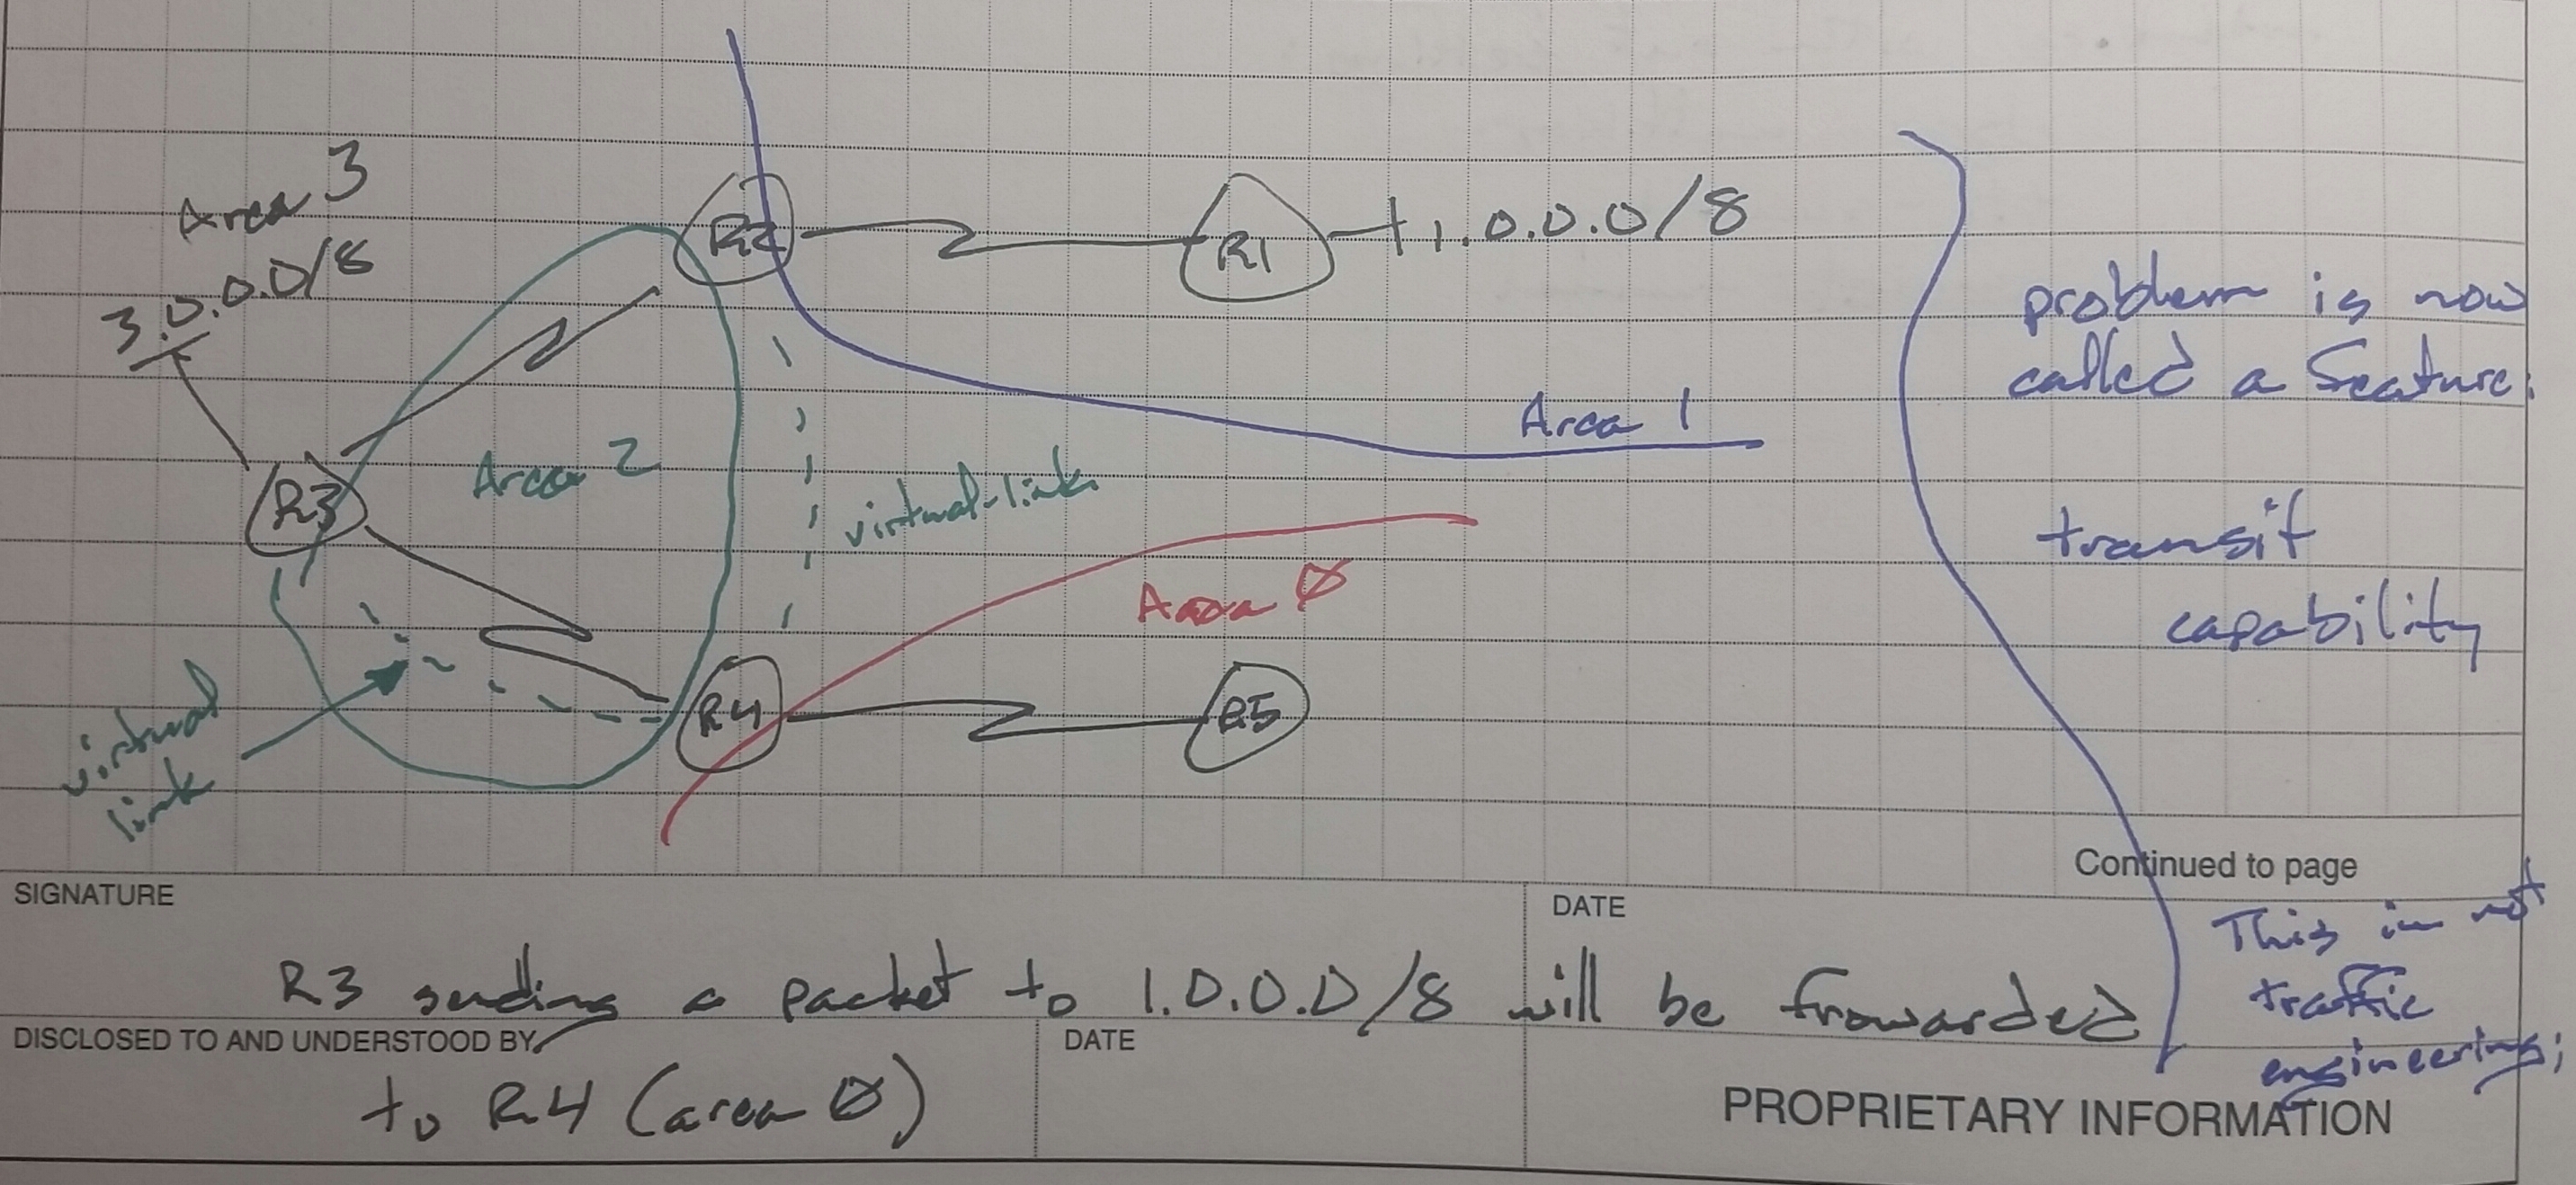 Area 3
3.0.0.0/8
R2
R1
1.0.0.0/8
R3
Area 2
virtual-link
Area 1
Area 0
virtual
link
R4
R5
problem is now
called a feature:
transit
capability
Continued to page
SIGNATURE
DATE
This is not
traffic
engineering;
R3 sending a packet to 1.0.0.0/8 will be frowarded
DISCLOSED TO AND UNDERSTOOD BY
DATE
to R4 (area 0)
PROPRIETARY INFORMATION